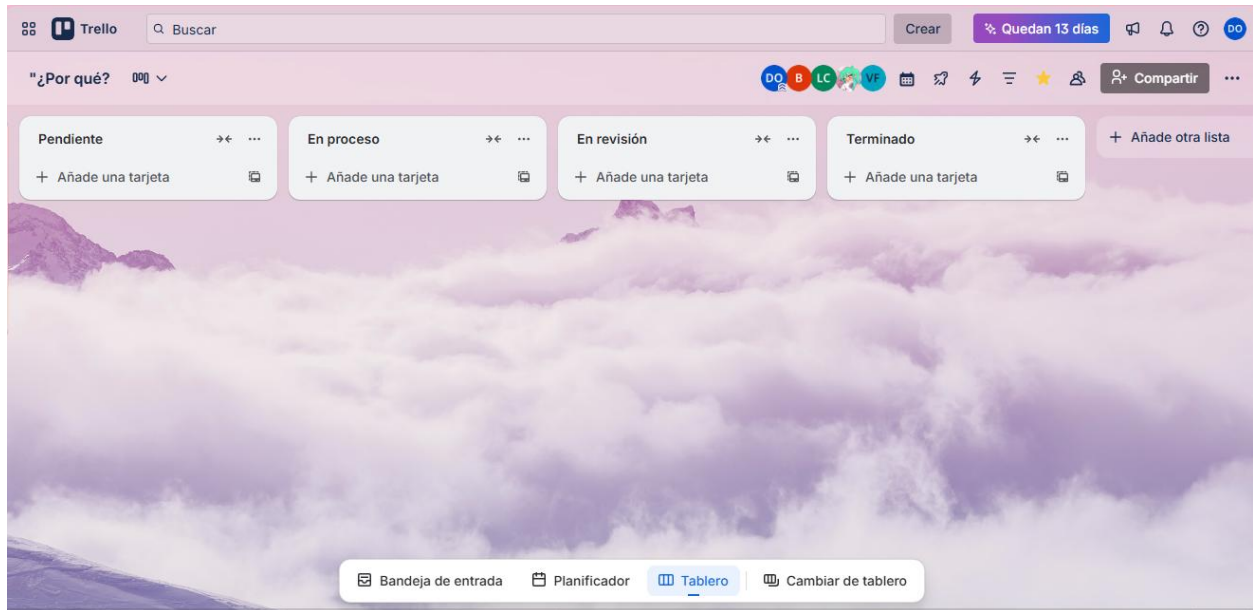 Trello
Buscar
Crear
Quedan 13 días
DO
"¿Por qué?
DO B LC VF
Compartir
Pendiente
Añade una tarjeta
En proceso
Añade una tarjeta
En revisión
Añade una tarjeta
Terminado
Añade una tarjeta
Añade otra lista
Bandeja de entrada
Planificador
Tablero
Cambiar de tablero